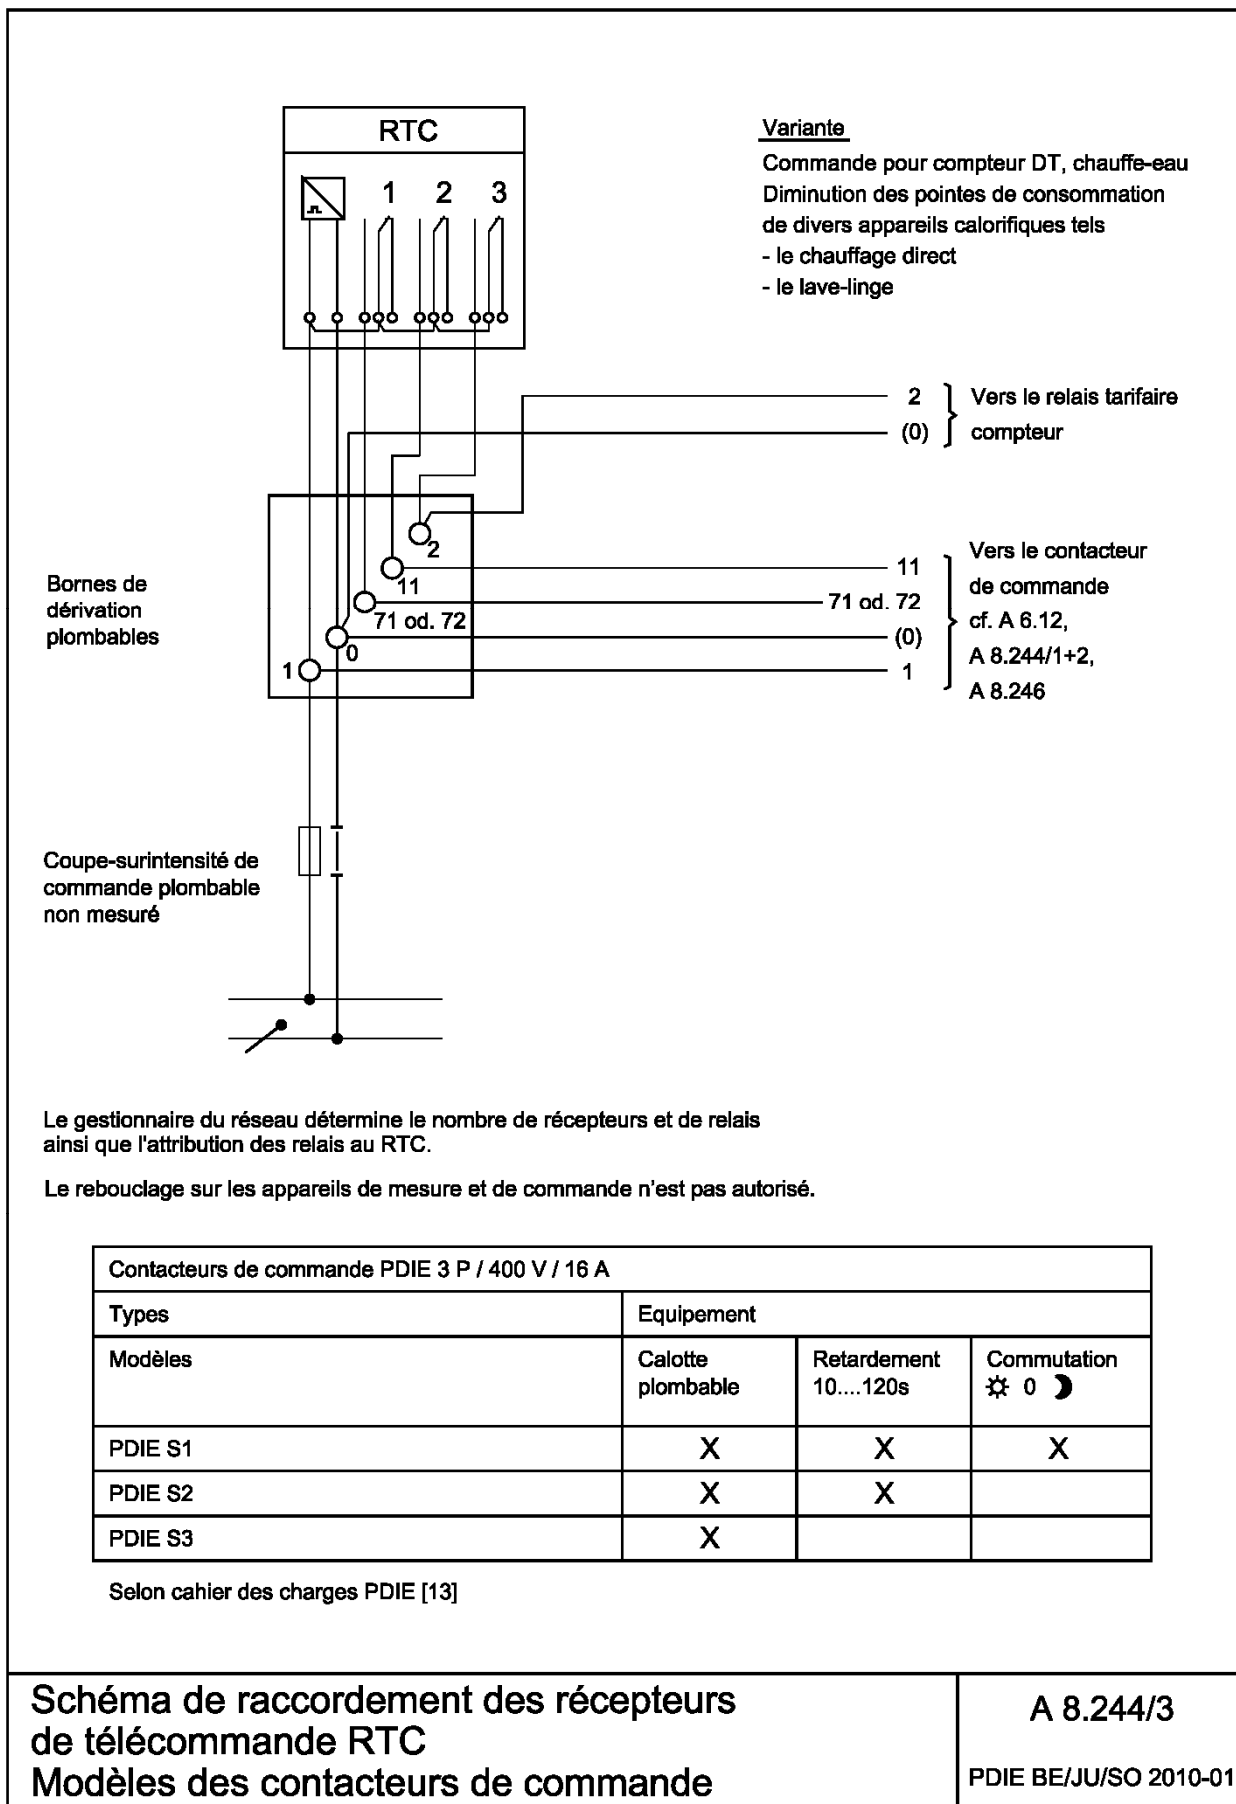 RTC
1 2 3
Variante
Commande pour compteur DT, chauffe-eau
Diminution des pointes de consommation
de divers appareils calorifiques tels
- le chauffage direct
- le lave-linge
2
(0)
Vers le relais tarifaire
compteur
2
11
71 od. 72
0
1
11
71 od. 72
(0)
1
Vers le contacteur
de commande
cf. A 6.12,
A 8.244/1+2,
A 8.246
Bornes de
dérivation
plombables
Coupe-surintensité de
commande plombable
non mesuré
Le gestionnaire du réseau détermine le nombre de récepteurs et de relais
ainsi que l'attribution des relais au RTC.
Le rebouclage sur les appareils de mesure et de commande n'est pas autorisé.
Contacteurs de commande PDIE 3 P / 400 V / 16 A
Types Equipement
Modèles
Calotte
plombable
Retardement
10....120s
Commutation
☼ 0 ☽
PDIE S1 X X X
PDIE S2 X X
PDIE S3 X
Selon cahier des charges PDIE [13]
Schéma de raccordement des récepteurs
de télécommande RTC
Modèles des contacteurs de commande
A 8.244/3
PDIE BE/JU/SO 2010-01